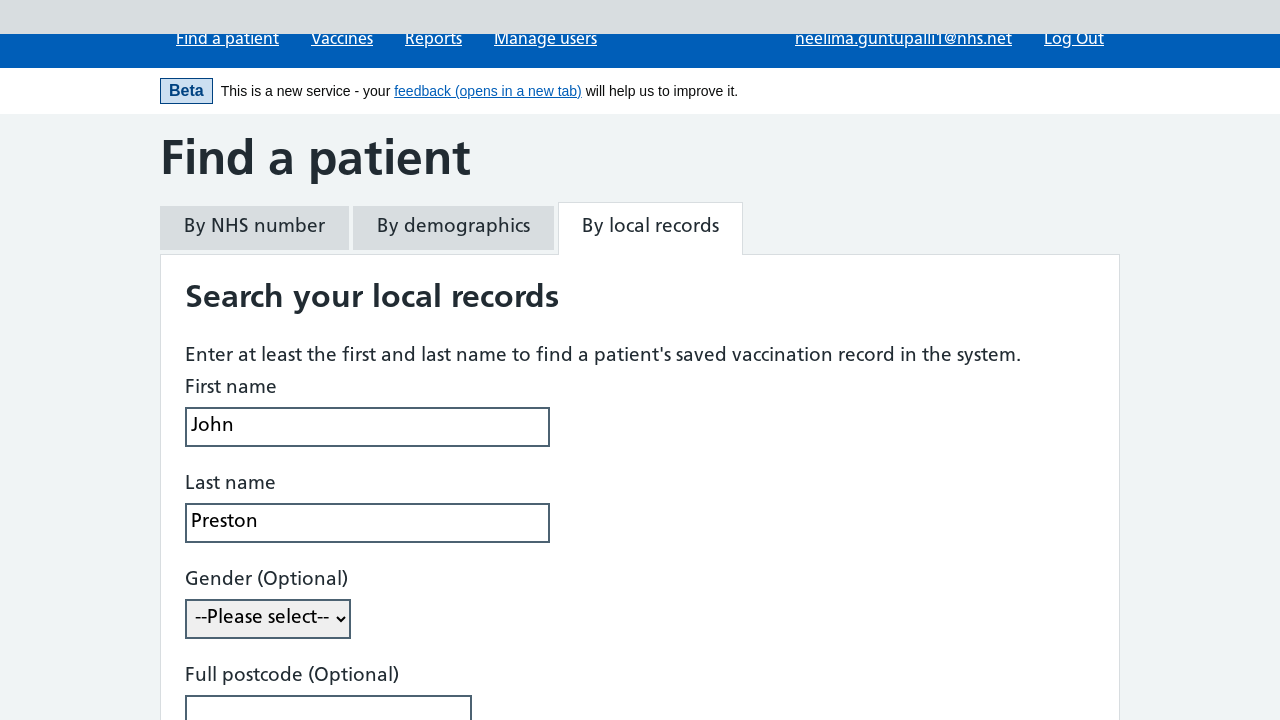 Find a patient Vaccines Reports Manage users neelima.guntupalli1@nhs.net Log Out
Beta This is a new service - your feedback (opens in a new tab) will help us to improve it.
Find a patient
By NHS number By demographics By local records
Search your local records
Enter at least the first and last name to find a patient's saved vaccination record in the system.
First name
John
Last name
Preston
Gender (Optional)
--Please select--
Full postcode (Optional)